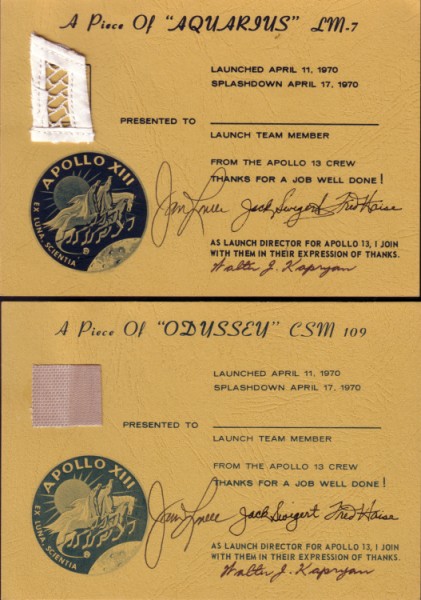 A Piece Of "AQUARIUS" LM-7
LAUNCHED APRIL 11, 1970
SPLASHDOWN APRIL 17, 1970
PRESENTED TO
LAUNCH TEAM MEMBER
FROM THE APOLLO 13 CREW
THANKS FOR A JOB WELL DONE!
APOLLO XIII
EX LUNA, SCIENTIA
Jack Swigert Fred Haise
AS LAUNCH DIRECTOR FOR APOLLO 13, I JOIN
WITH THEM IN THEIR EXPRESSION OF THANKS.
Walter J. Kapryan
A Piece Of "ODYSSEY" CSM 109
LAUNCHED APRIL 11, 1970
SPLASHDOWN APRIL 17, 1970
PRESENTED TO
LAUNCH TEAM MEMBER
FROM THE APOLLO 13 CREW
THANKS FOR A JOB WELL DONE!
APOLLO XIII
EX LUNA, SCIENTIA
Jack Swigert Fred Haise
AS LAUNCH DIRECTOR FOR APOLLO 13, I JOIN
WITH THEM IN THEIR EXPRESSION OF THANKS.
Walter J. Kapryan